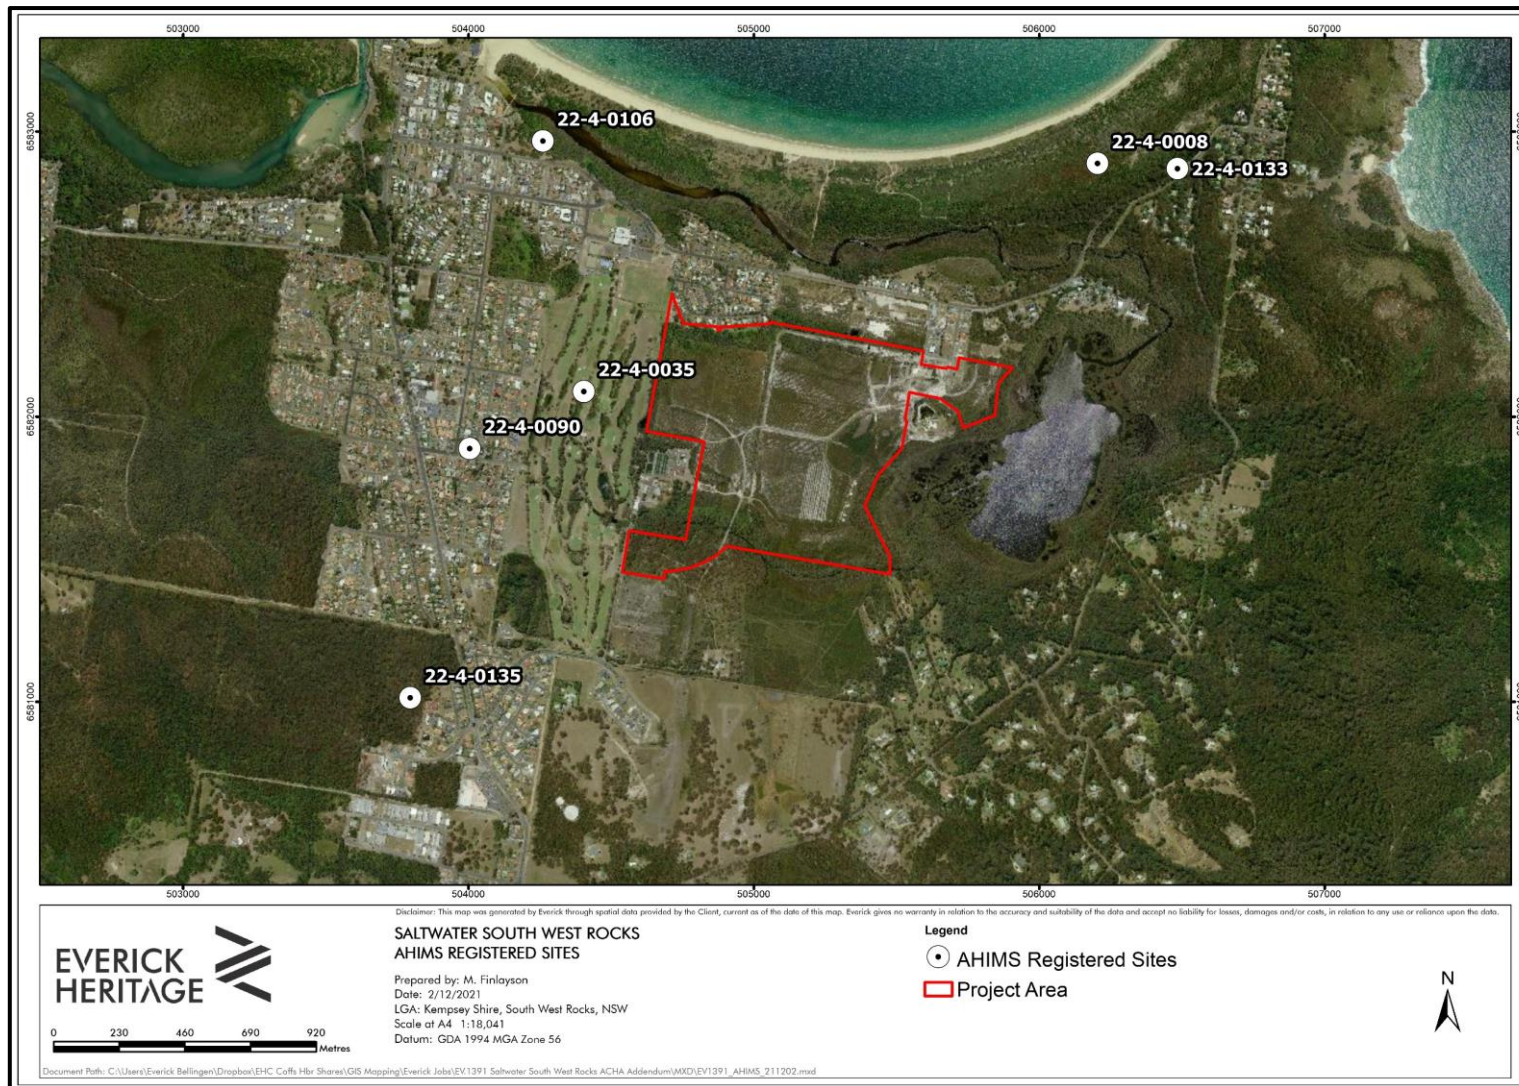 503000 504000 505000 506000 507000
6583000
22-4-0106
22-4-0008
22-4-0133
22-4-0035
6582000
22-4-0090
22-4-0135
6581000
503000 504000 505000 506000 507000
Disclaimer: This map was generated by Everick through spatial data provided by the Client, current as of the date of this map. Everick gives no warranty in relation to the accuracy and suitability of the data and accept no liability for losses, damages and/or costs, in relation to any use or reliance upon the data.
EVERICK
HERITAGE
0 230 460 690 920
Metres
SALTWATER SOUTH WEST ROCKS
AHIMS REGISTERED SITES
Prepared by: M. Finlayson
Date: 2/12/2021
LGA: Kempsey Shire, South West Rocks, NSW
Scale at A4 1:18,041
Datum: GDA 1994 MGA Zone 56
Legend
AHIMS Registered Sites
Project Area
N
Document Path: C:\Users\Everick Bellingen\Dropbox\EHC Coffs Hbr Shares\GIS Mapping\Everick Jobs\EV.1391 Saltwater South West Rocks ACHA Addendum\MXD\EV1391_AHIMS_211202.mxd